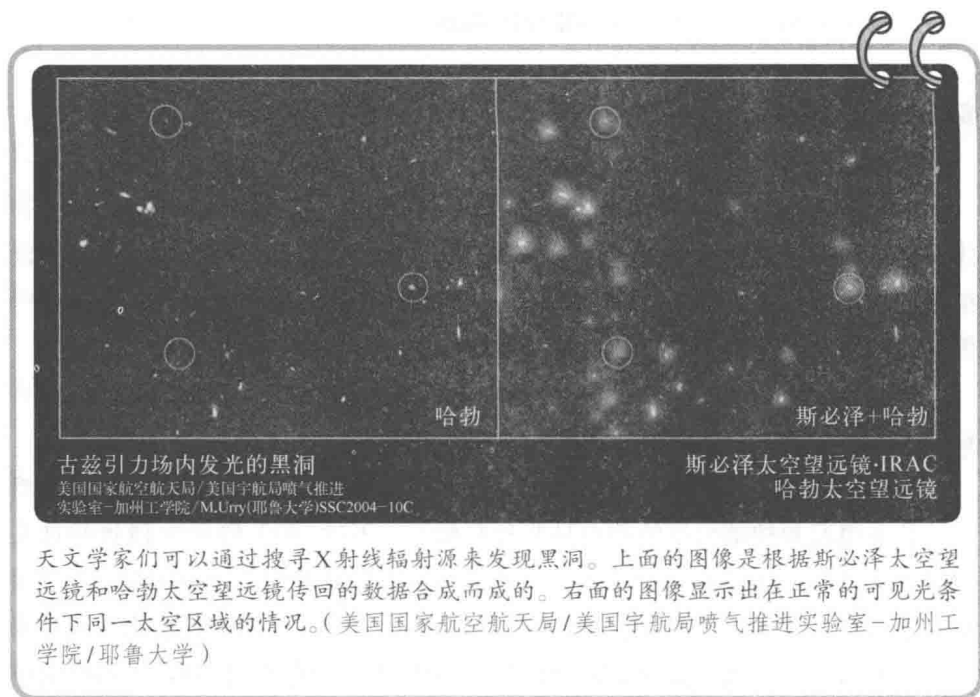 哈勃
斯必泽+哈勃
古兹引力场内发光的黑洞
美国国家航空航天局/美国宇航局喷气推进
实验室-加州工学院/M.Urry(耶鲁大学)SSC2004-10C
斯必泽太空望远镜·IRAC
哈勃太空望远镜
天文学家们可以通过搜寻X射线辐射源来发现黑洞。上面的图像是根据斯必泽太空望
远镜和哈勃太空望远镜传回的数据合成而成的。右面的图像显示出在正常的可见光条
件下同一太空区域的情况。(美国国家航空航天局/美国宇航局喷气推进实验室-加州工
学院/耶鲁大学)